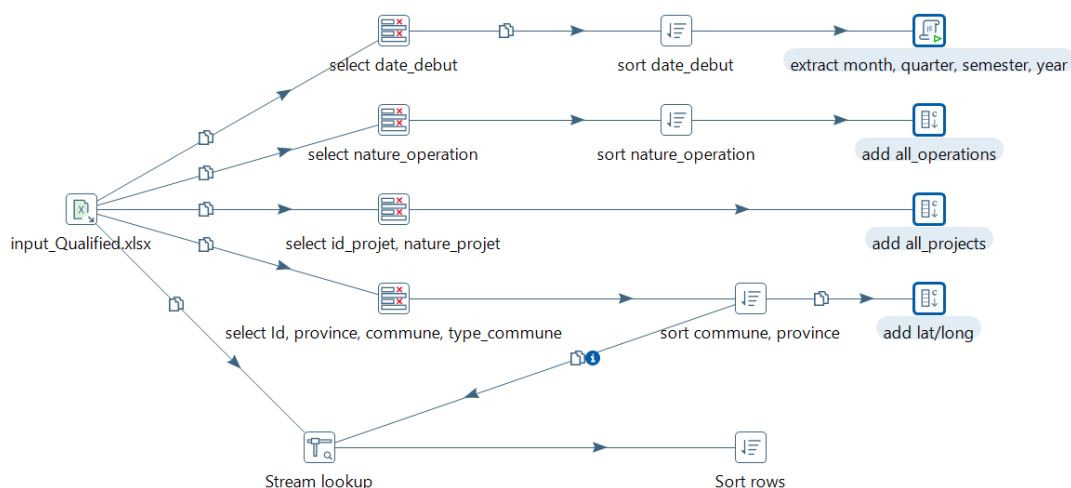 select date_debut
sort date_debut
extract month, quarter, semester, year
select nature_operation
sort nature_operation
add all_operations
input_Qualified.xlsx
select id_projet, nature_projet
add all_projects
select Id, province, commune, type_commune
sort commune, province
add lat/long
Stream lookup
Sort rows